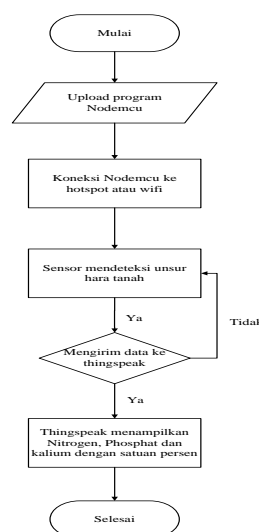 Mulai
Upload program
Nodemcu
Koneksi Nodemcu ke
hotspot atau wifi
Sensor mendeteksi unsur
hara tanah
Ya
Tidak
Mengirim data ke
thingspeak
Ya
Thingspeak menampilkan
Nitrogen, Phosphat dan
kalium dengan satuan persen
Selesai